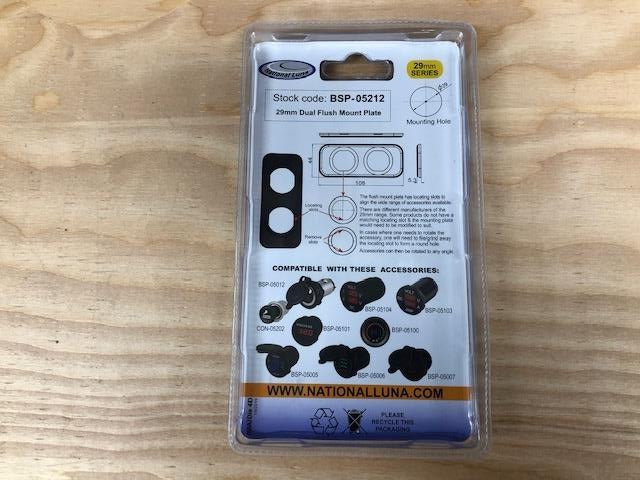 National Luna
29mm
SERIES
Stock code: BSP-05212
29mm Dual Flush Mount Plate
Ø29
Mounting Hole
44
106
5.2
Locating
slots
Remove
slots
The flush mount plate has locating slots to
align the wide range of accessories available.
There are different manufacturers of the
29mm range. Some products do not have a
matching locating slot & the mounting plate
would need to be modified to suit.
In cases where one needs to rotate the
accessory, one will need to file/grind away
the locating slot to form a round hole.
Accessories can then be rotated to any angle.
COMPATIBLE WITH THESE ACCESSORIES:
BSP-05012
BSP-05104
BSP-05103
CON-05202
BSP-05101
BSP-05100
BSP-05005
BSP-05006
BSP-05007
WWW.NATIONALLUNA.COM
PLEASE
RECYCLE THIS
PACKAGING